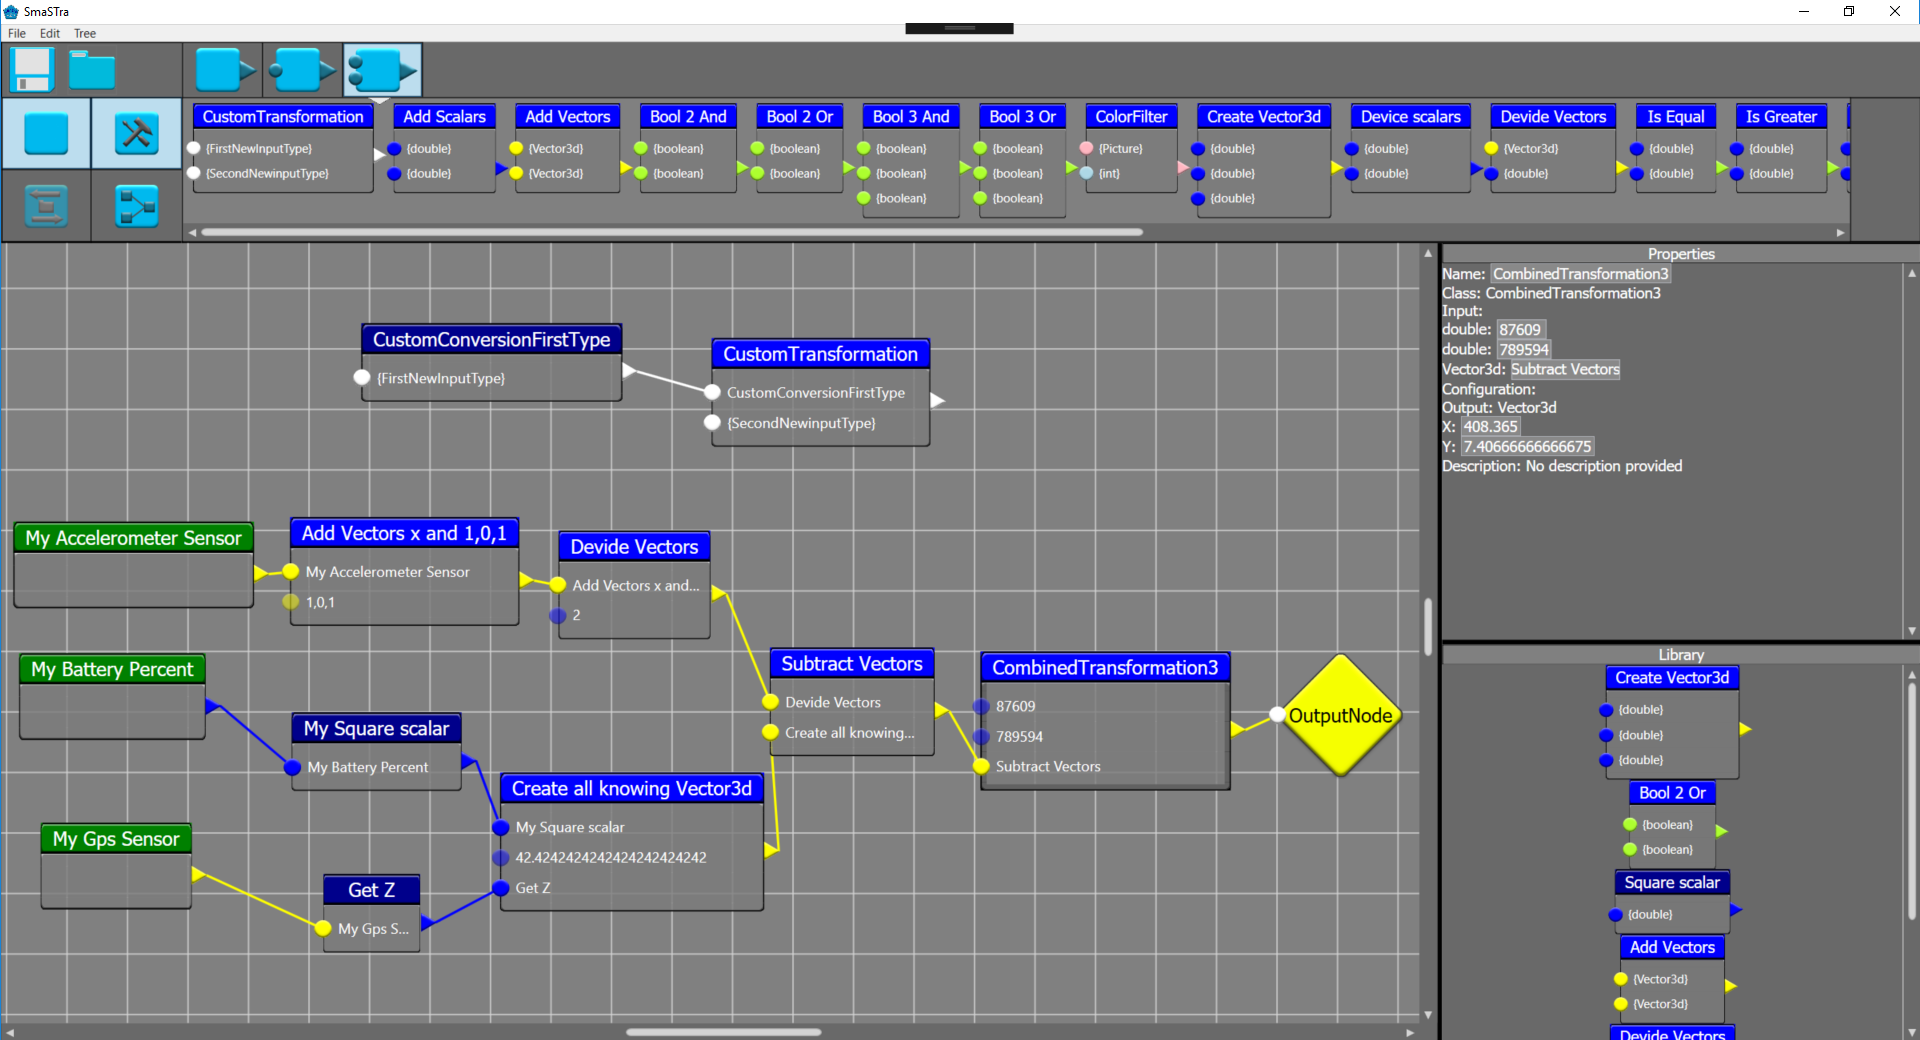 SmaSTra
File Edit Tree
CustomTransformation
{FirstNewInputType}
{SecondNewinputType}
Add Scalars
{double}
{double}
Add Vectors
{Vector3d}
{Vector3d}
Bool 2 And
{boolean}
{boolean}
Bool 2 Or
{boolean}
{boolean}
Bool 3 And
{boolean}
{boolean}
{boolean}
Bool 3 Or
{boolean}
{boolean}
{boolean}
ColorFilter
{Picture}
{int}
Create Vector3d
{double}
{double}
{double}
Device scalars
{double}
{double}
Devide Vectors
{Vector3d}
{double}
Is Equal
{double}
{double}
Is Greater
{double}
{double}
CustomConversionFirstType
{FirstNewInputType}
CustomTransformation
CustomConversionFirstType
{SecondNewinputType}
My Accelerometer Sensor
Add Vectors x and 1,0,1
My Accelerometer Sensor
1,0,1
Devide Vectors
Add Vectors x and...
2
My Battery Percent
My Square scalar
My Battery Percent
Subtract Vectors
Devide Vectors
Create all knowing...
CombinedTransformation3
87609
789594
Subtract Vectors
OutputNode
Create all knowing Vector3d
My Square scalar
42.4242424242424242424242
Get Z
My Gps Sensor
Get Z
My Gps S...
Properties
Name: CombinedTransformation3
Class: CombinedTransformation3
Input:
double: 87609
double: 789594
Vector3d: Subtract Vectors
Configuration:
Output: Vector3d
X: 408.365
Y: 7.40666666666675
Description: No description provided
Library
Create Vector3d
{double}
{double}
{double}
Bool 2 Or
{boolean}
{boolean}
Square scalar
{double}
Add Vectors
{Vector3d}
{Vector3d}
Devide Vectors